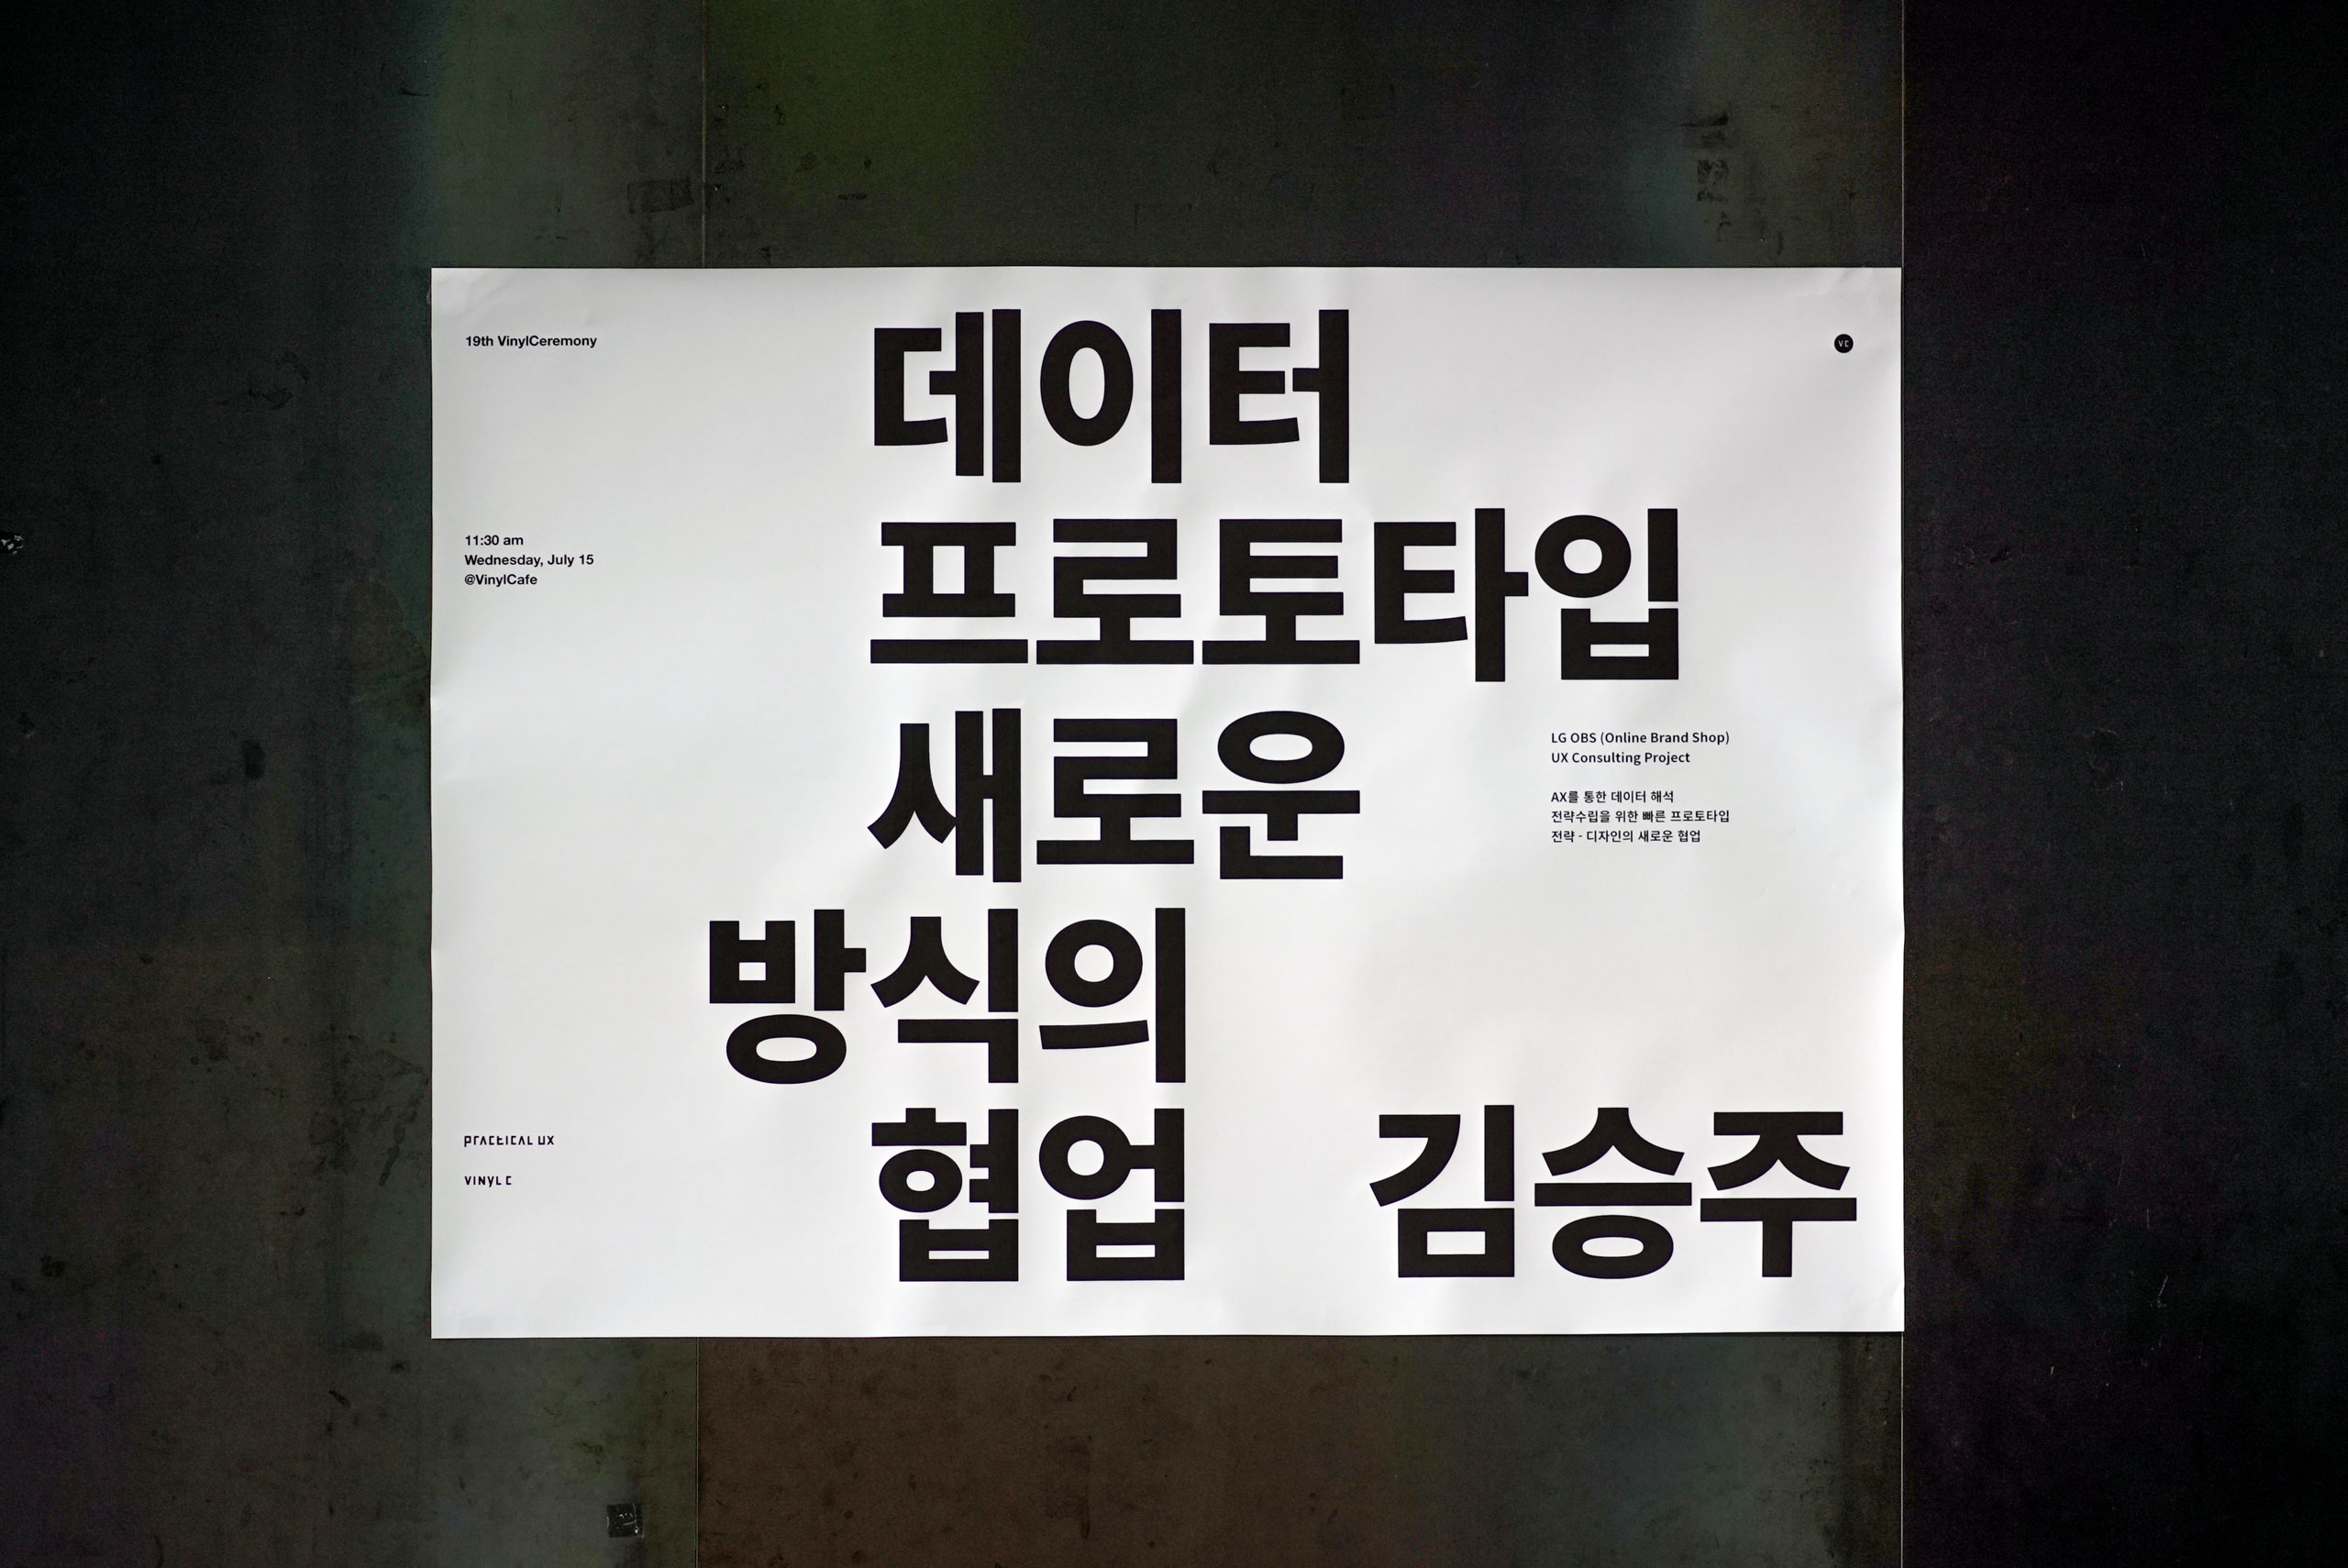 19th VinylCeremony
VC
데이터
프로토타입
새로운
방식의
협업 김승주
11:30 am
Wednesday, July 15
@VinylCafe
LG OBS (Online Brand Shop)
UX Consulting Project
AX를 통한 데이터 해석
전략수립을 위한 빠른 프로토타입
전략 - 디자인의 새로운 협업
PRACTICAL UX
VINYL C